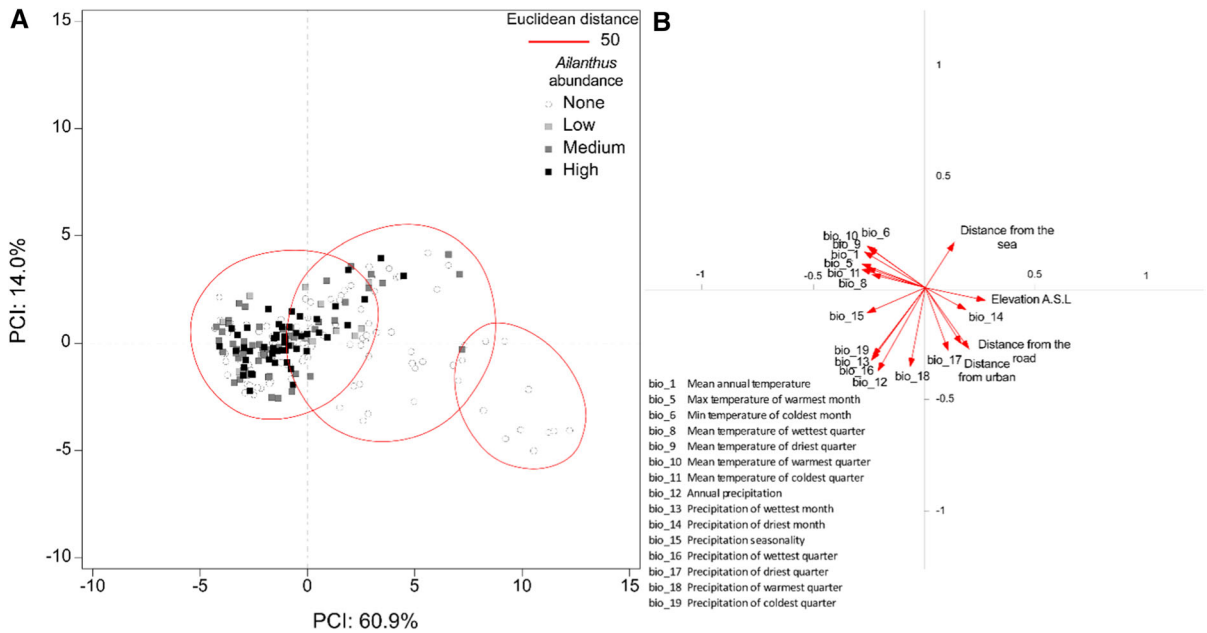 A
Euclidean distance
50
Ailanthus
abundance
None
Low
Medium
High
15
10
5
0
-5
-10
-10
-5
0
5
10
15
PCI: 14.0%
PCI: 60.9%
B
1
0.5
-0.5
-1
-1
-0.5
0.5
1
Distance from the
sea
bio_10
bio_6
bio_9
bio_1
bio_5
bio_11
bio_8
Elevation A.S.L
bio_14
bio_15
Distance from the
road
bio_19
bio_13
bio_16
bio_12
bio_18
bio_17
Distance
from urban
bio_1 Mean annual temperature
bio_5 Max temperature of warmest month
bio_6 Min temperature of coldest month
bio_8 Mean temperature of wettest quarter
bio_9 Mean temperature of driest quarter
bio_10 Mean temperature of warmest quarter
bio_11 Mean temperature of coldest quarter
bio_12 Annual precipitation
bio_13 Precipitation of wettest month
bio_14 Precipitation of driest month
bio_15 Precipitation seasonality
bio_16 Precipitation of wettest quarter
bio_17 Precipitation of driest quarter
bio_18 Precipitation of warmest quarter
bio_19 Precipitation of coldest quarter